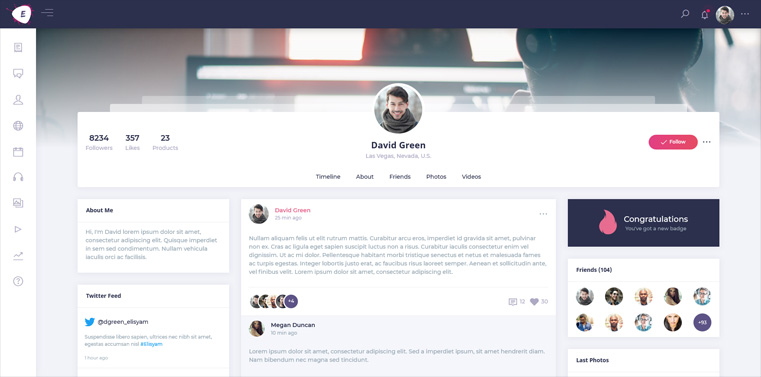 E
8234
Followers
357
Likes
23
Products
David Green
Las Vegas, Nevada, U.S.
Follow
Timeline
About
Friends
Photos
Videos
About Me
Hi, I'm David lorem ipsum dolor sit amet,
consectetur adipiscing elit. Quisque imperdiet
in sem sed condimentum. Nullam vehicula
iaculis orci ac facilisis.
Twitter Feed
@dgreen_elisyam
Suspendisse libero sapien, ultrices nec nibh sit amet,
egestas accumsan nisl #Elisyam
1 hour ago
David Green
25 min ago
Nullam aliquam felis ut elit rutrum mattis. Curabitur arcu eros, imperdiet id gravida sit amet, pulvinar
non ex. Cras ac ligula eget sapien suscipit luctus non a risus. Curabitur iaculis consectetur enim vel
dignissim. Ut ac mi dolor. Pellentesque habitant morbi tristique senectus et netus et malesuada fames
ac turpis egestas. Integer lobortis justo erat, ac faucibus risus laoreet semper. Aenean et sollicitudin ante,
vel finibus velit. Lorem ipsum dolor sit amet, consectetur adipiscing elit.
+4
12
30
Megan Duncan
10 min ago
Lorem ipsum dolor sit amet, consectetur adipiscing elit. Sed a imperdiet ipsum, sit amet hendrerit diam.
Nam bibendum nec magna sed tincidunt.
Congratulations
You've got a new badge
Friends (104)
+93
Last Photos